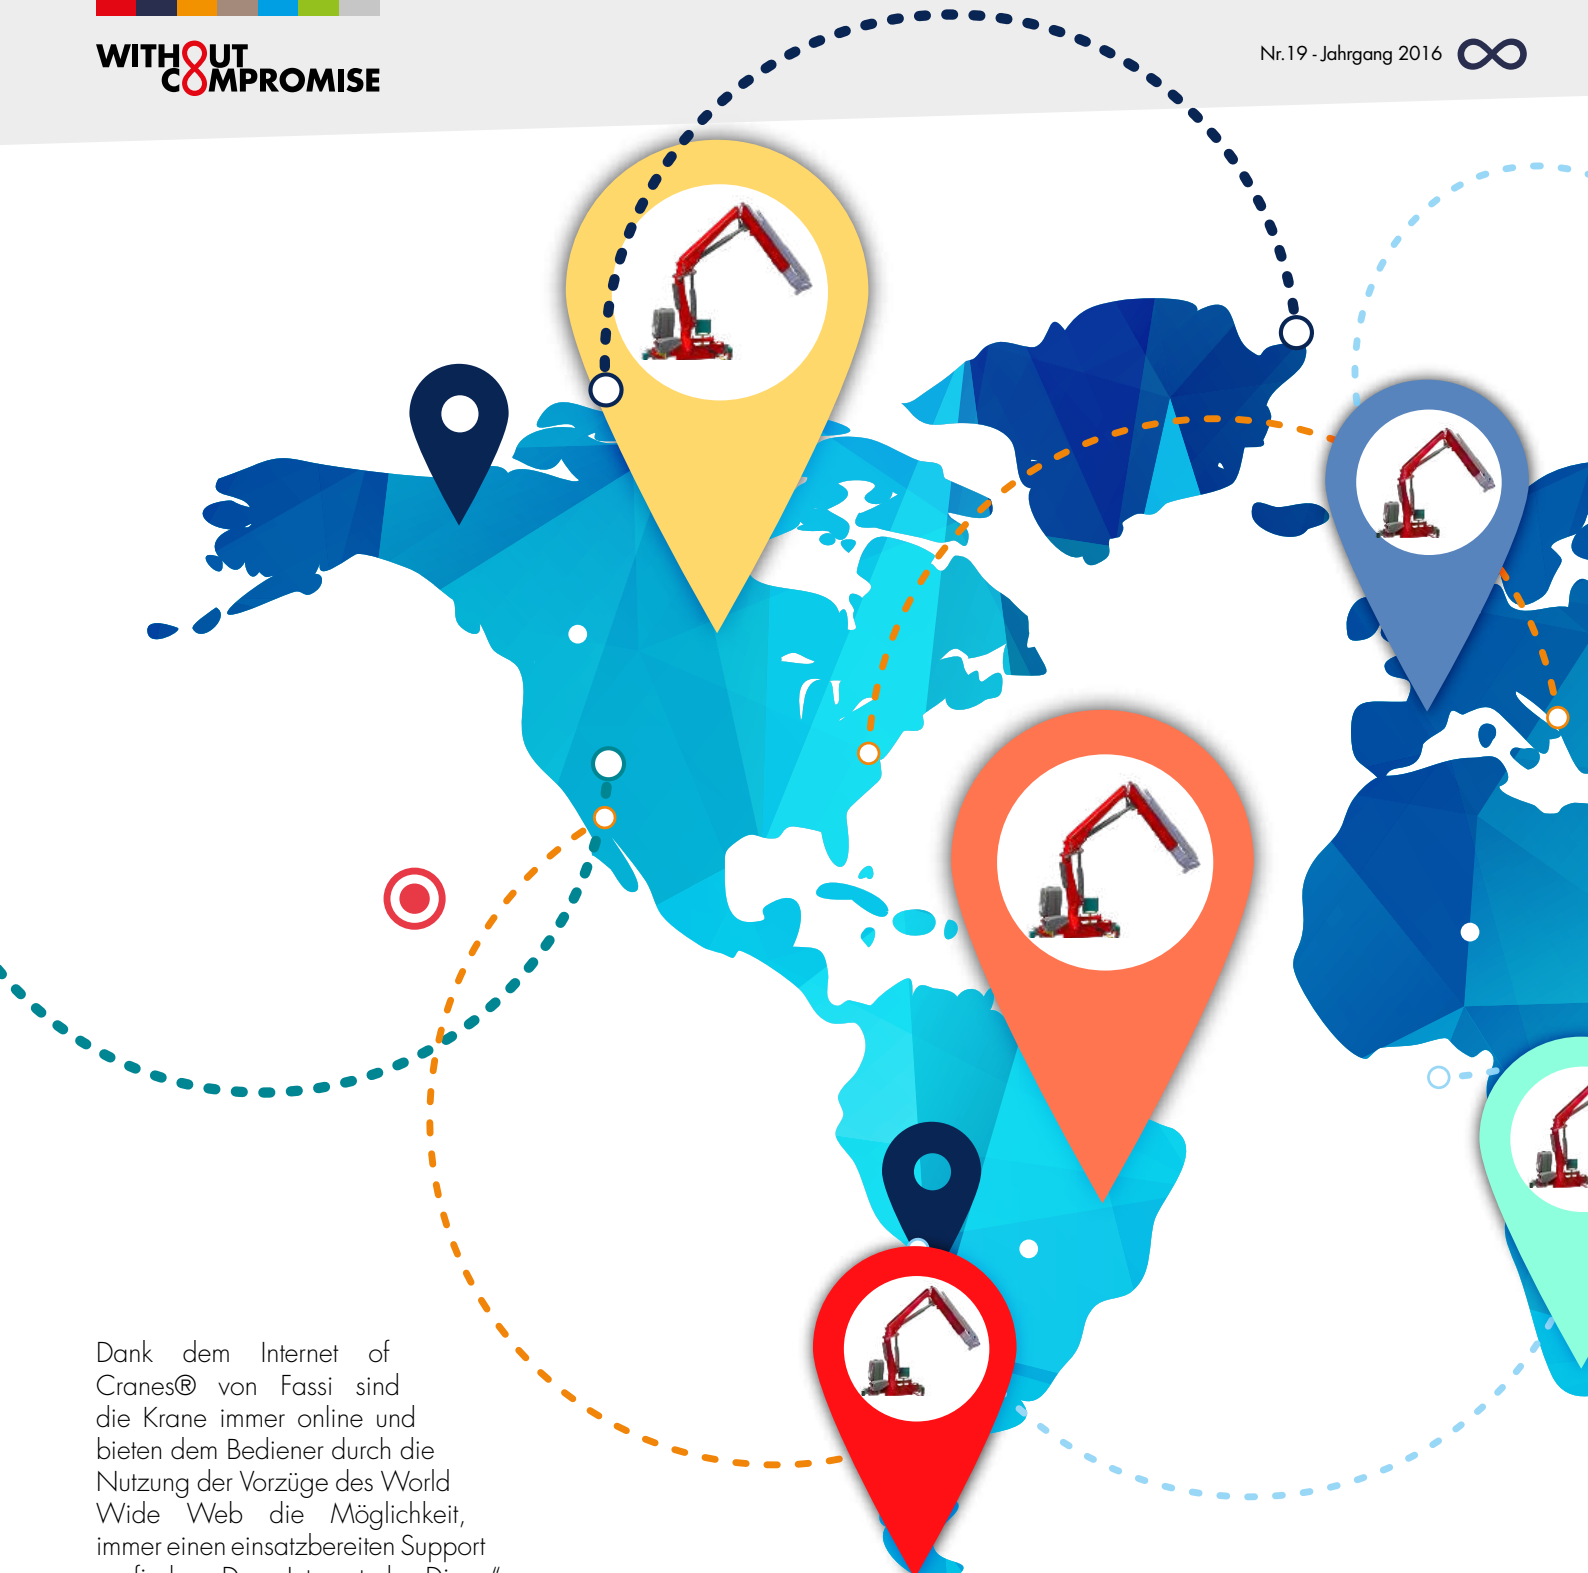 WITHOUT
COMPROMISE
Nr.19 - Jahrgang 2016
Dank dem Internet of
Cranes® von Fassi sind
die Krane immer online und
bieten dem Bediener durch die
Nutzung der Vorzüge des World
Wide Web die Möglichkeit,
immer einen einsatzbereiten Support